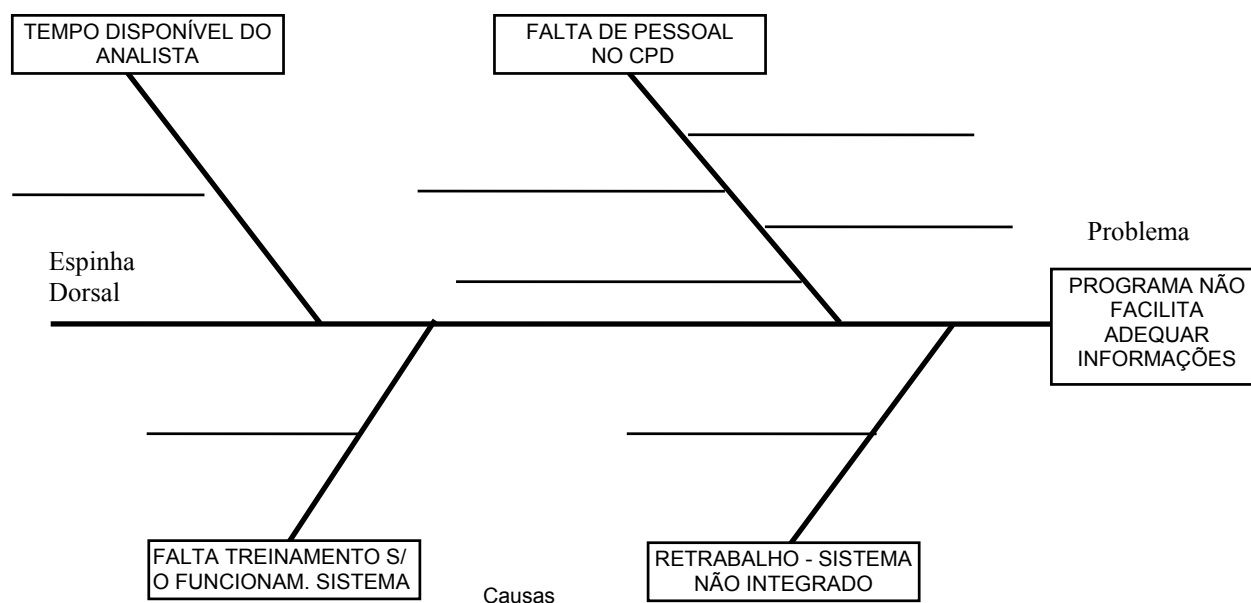 TEMPO DISPONÍVEL DO
ANALISTA
FALTA DE PESSOAL
NO CPD
Espinha
Dorsal
Problema
PROGRAMA NÃO
FACILITA
ADEQUAR
INFORMAÇÕES
FALTA TREINAMENTO S/
O FUNCIONAM. SISTEMA
RETRABALHO - SISTEMA
NÃO INTEGRADO
Causas